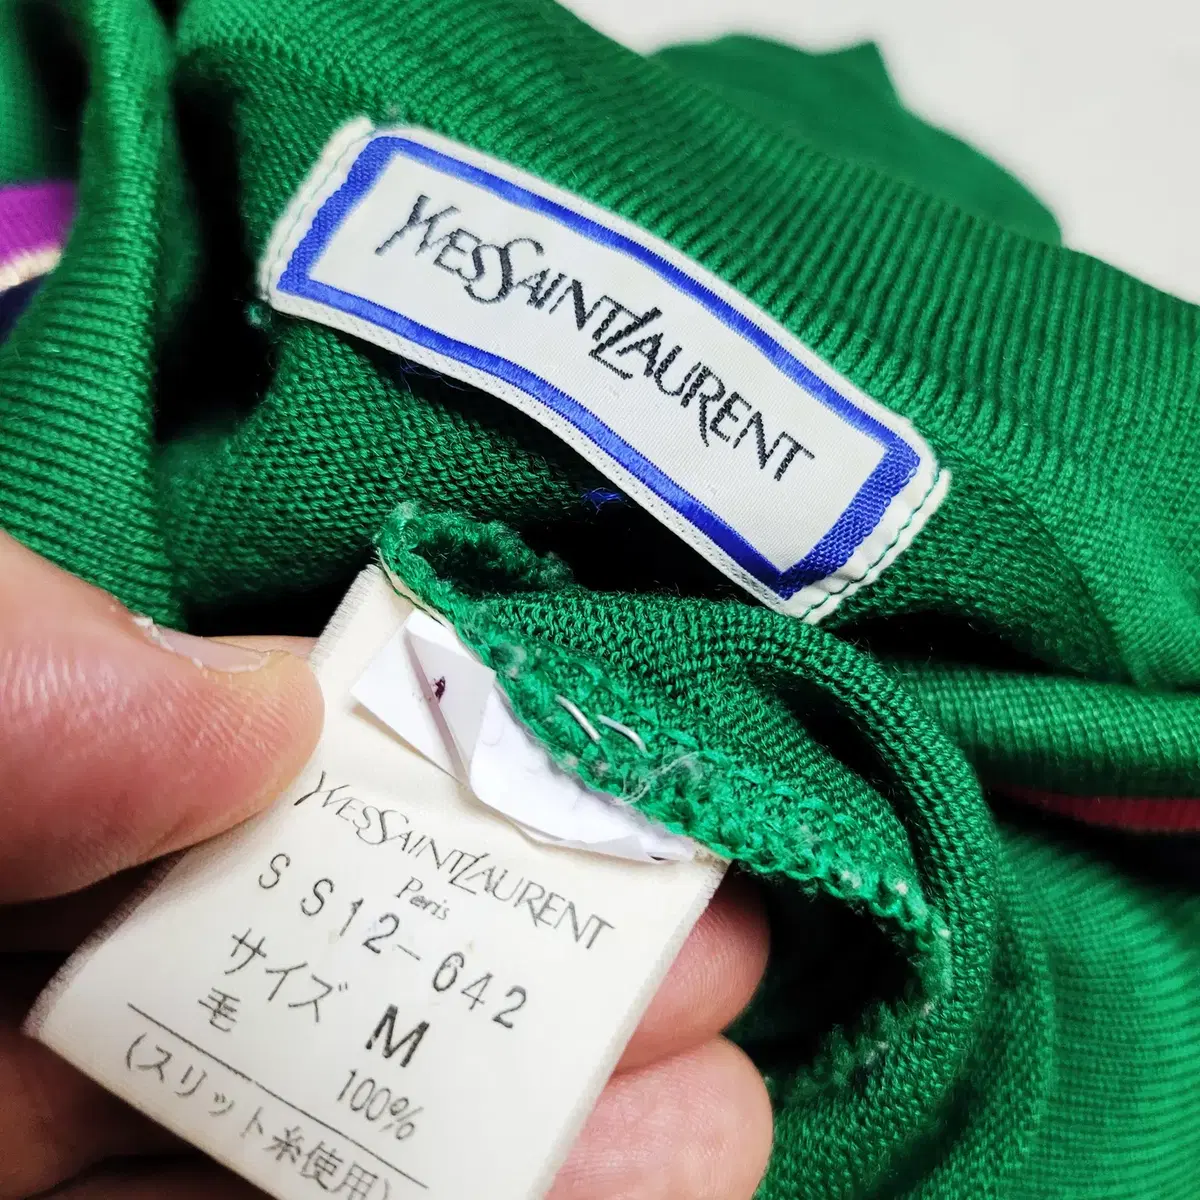 YVESSAINTLAURENT
YVESSAINTLAURENT
Paris
SS12-642
サイズ M
毛 100%
(スリット糸使用)